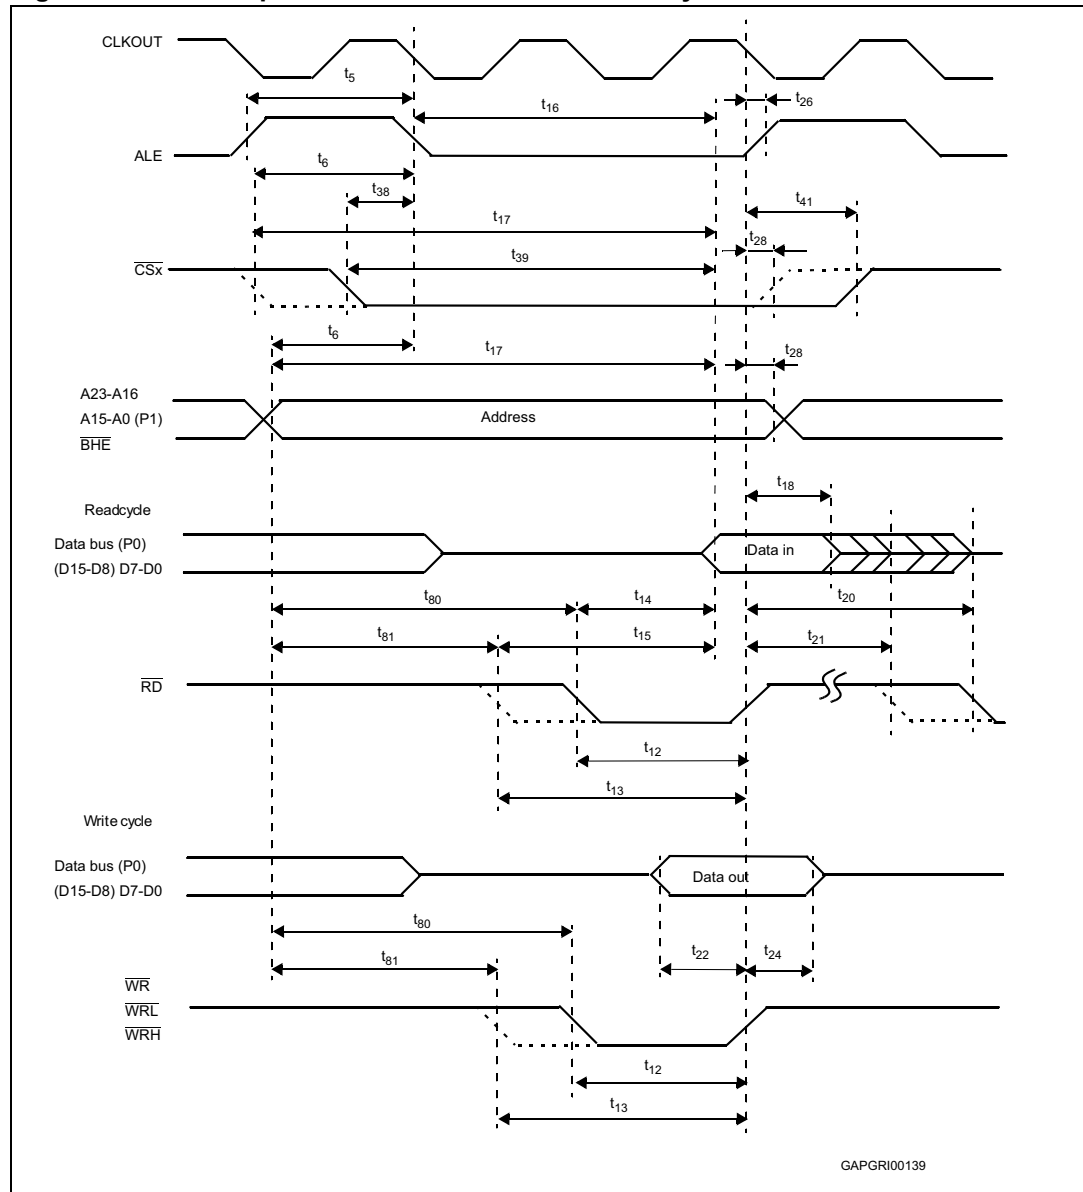 CLKOUT
t5
t16
t26
ALE
t6
t38
t41
t17
t28
CSx
t39
t6
t17
t28
A23-A16
A15-A0 (P1)
Address
BHE
t18
Readcycle
Data bus (P0)
Data in
(D15-D8) D7-D0
t80
t14
t20
t81
t15
t21
RD
t12
t13
Write cycle
Data bus (P0)
Data out
(D15-D8) D7-D0
t80
t22
t24
t81
WR
WRL
WRH
t12
t13
GAPGRI00139